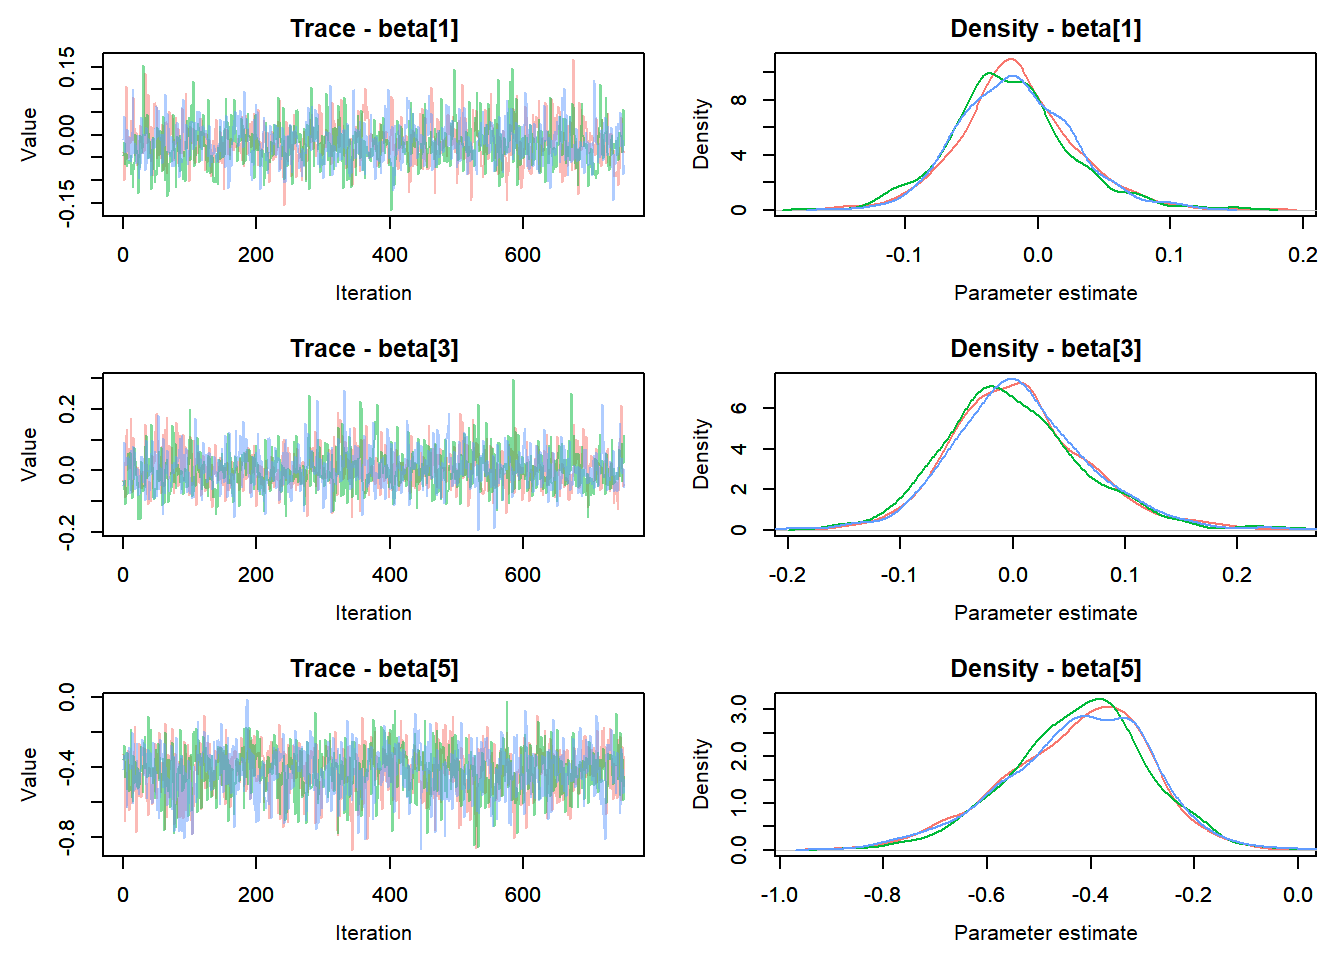 Trace - beta[1]
Value
0.15
0.00
-0.15
0 200 400 600
Iteration
Density - beta[1]
Density
8
4
0
-0.1 0.0 0.1 0.2
Parameter estimate
Trace - beta[3]
Value
0.2
0.0
-0.2
0 200 400 600
Iteration
Density - beta[3]
Density
6
4
2
0
-0.2 -0.1 0.0 0.1 0.2
Parameter estimate
Trace - beta[5]
Value
0.0
-0.4
-0.8
0 200 400 600
Iteration
Density - beta[5]
Density
3.0
2.0
1.0
0.0
-1.0 -0.8 -0.6 -0.4 -0.2 0.0
Parameter estimate